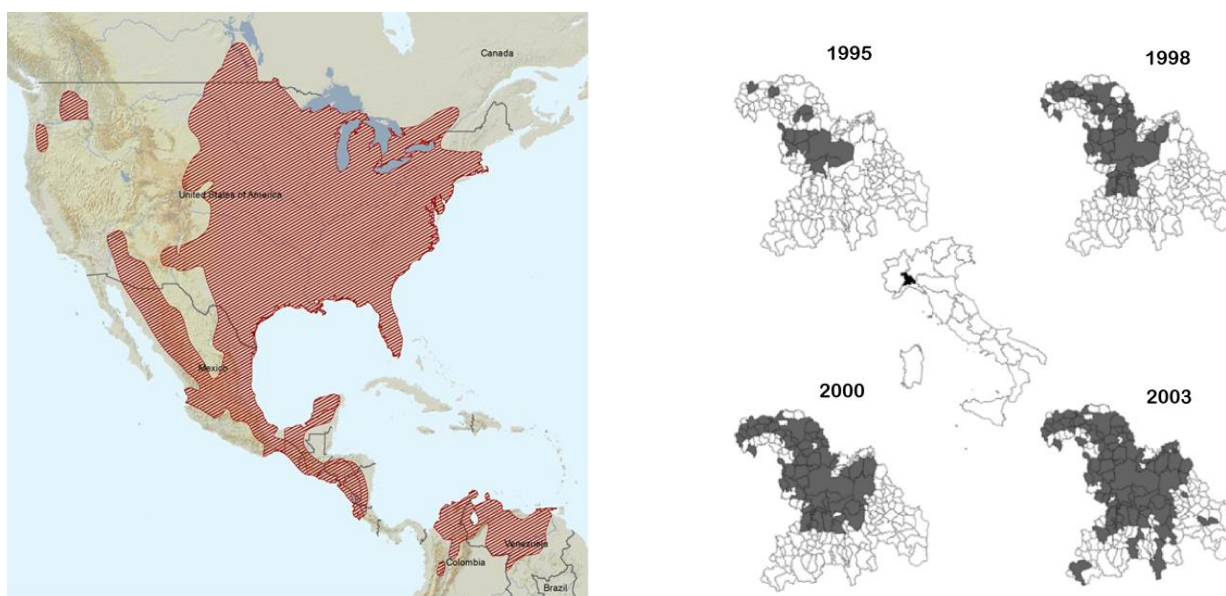 Canada
United States of America
Mexico
Venezuela
Colombia
Brazil
1995
1998
2000
2003